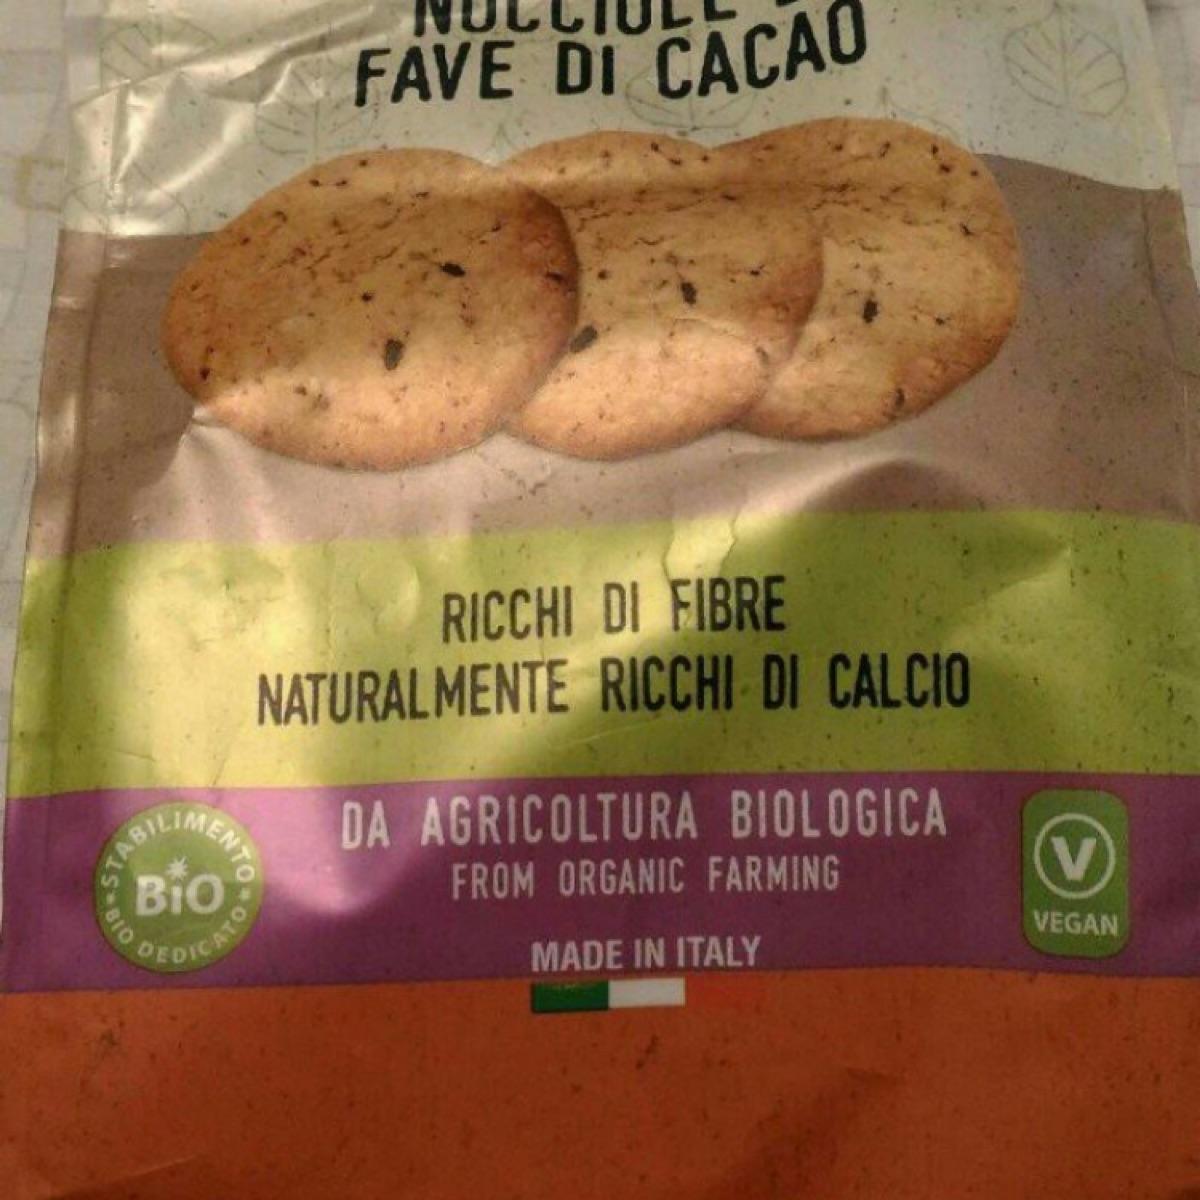 NOCCIOLE E
FAVE DI CACAO
RICCHI DI FIBRE
NATURALMENTE RICCHI DI CALCIO
DA AGRICOLTURA BIOLOGICA
FROM ORGANIC FARMING
MADE IN ITALY
STABILIMENTO
BiO
BIO DEDICATO
V
VEGAN